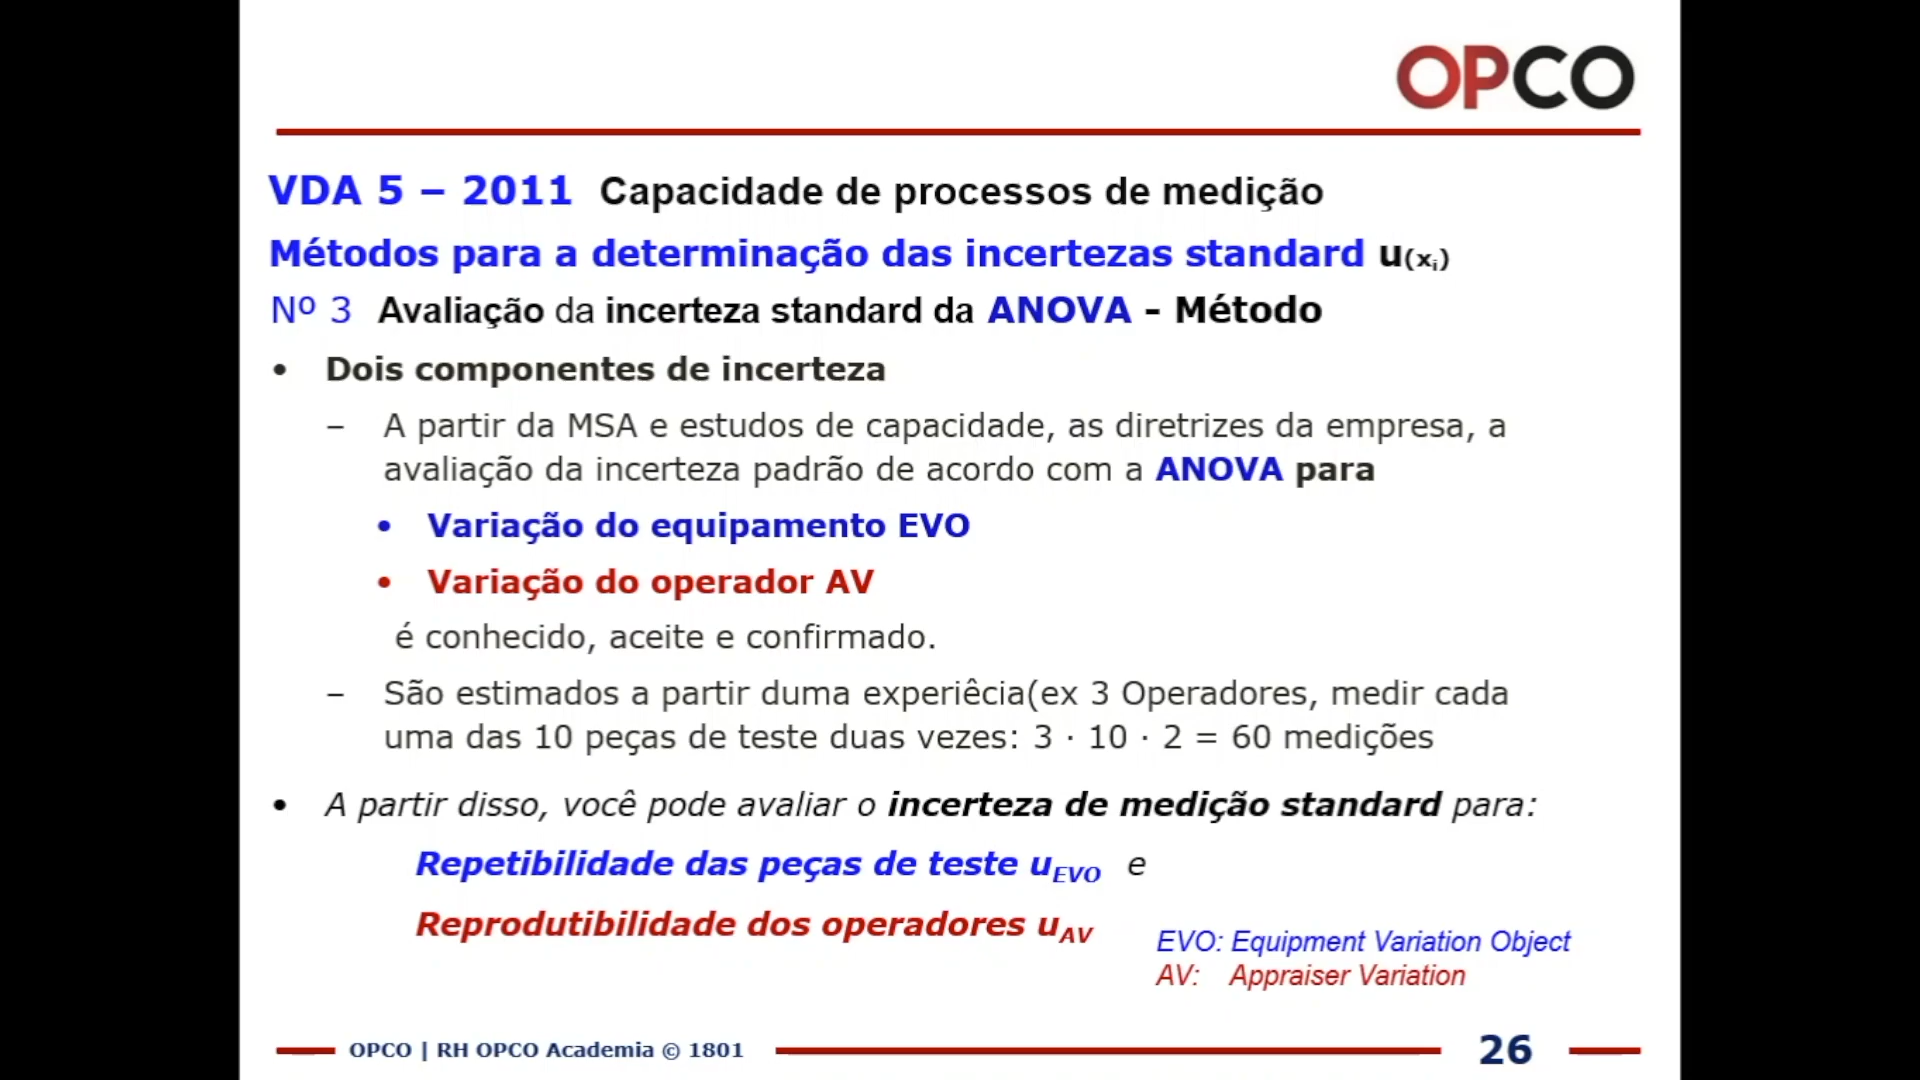 OPCO
VDA 5 – 2011 Capacidade de processos de medição
Métodos para a determinação das incertezas standard u(xi)
Nº 3 Avaliação da incerteza standard da ANOVA - Método
• Dois componentes de incerteza
– A partir da MSA e estudos de capacidade, as diretrizes da empresa, a
avaliação da incerteza padrão de acordo com a ANOVA para
• Variação do equipamento EVO
• Variação do operador AV
é conhecido, aceite e confirmado.
– São estimados a partir duma experiêcia(ex 3 Operadores, medir cada
uma das 10 peças de teste duas vezes: 3 · 10 · 2 = 60 medições
• A partir disso, você pode avaliar o incerteza de medição standard para:
Repetibilidade das peças de teste uEVO e
Reprodutibilidade dos operadores uAV
EVO: Equipment Variation Object
AV: Appraiser Variation
OPCO | RH OPCO Academia © 1801
26